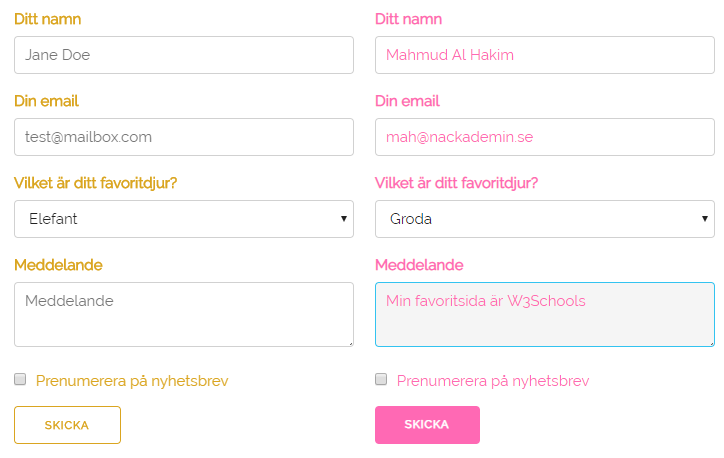 Ditt namn
Jane Doe
Din email
test@mailbox.com
Vilket är ditt favoritdjur?
Elefant
Meddelande
Meddelande
Prenumerera på nyhetsbrev
SKICKA
Ditt namn
Mahmud Al Hakim
Din email
mah@nackademin.se
Vilket är ditt favoritdjur?
Groda
Meddelande
Min favoritsida är W3Schools
Prenumerera på nyhetsbrev
SKICKA